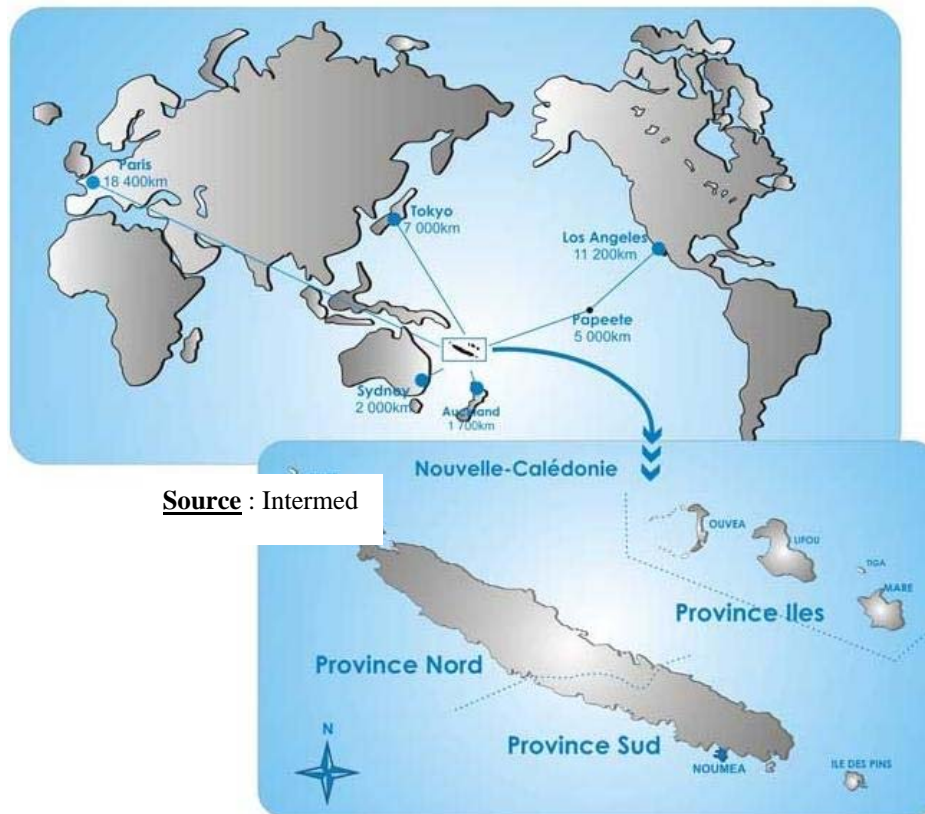 Paris
18 400km
Tokyo
7 000km
Los Angeles
11 200km
Papeete
5 000km
Sydney
2 000km
Auckland
1 700km
Nouvelle-Calédonie
Source : Intermed
OUVEA
LIFOU
TIGA
MARE
Province Iles
Province Nord
Province Sud
N
NOUMEA
ILE DES PINS